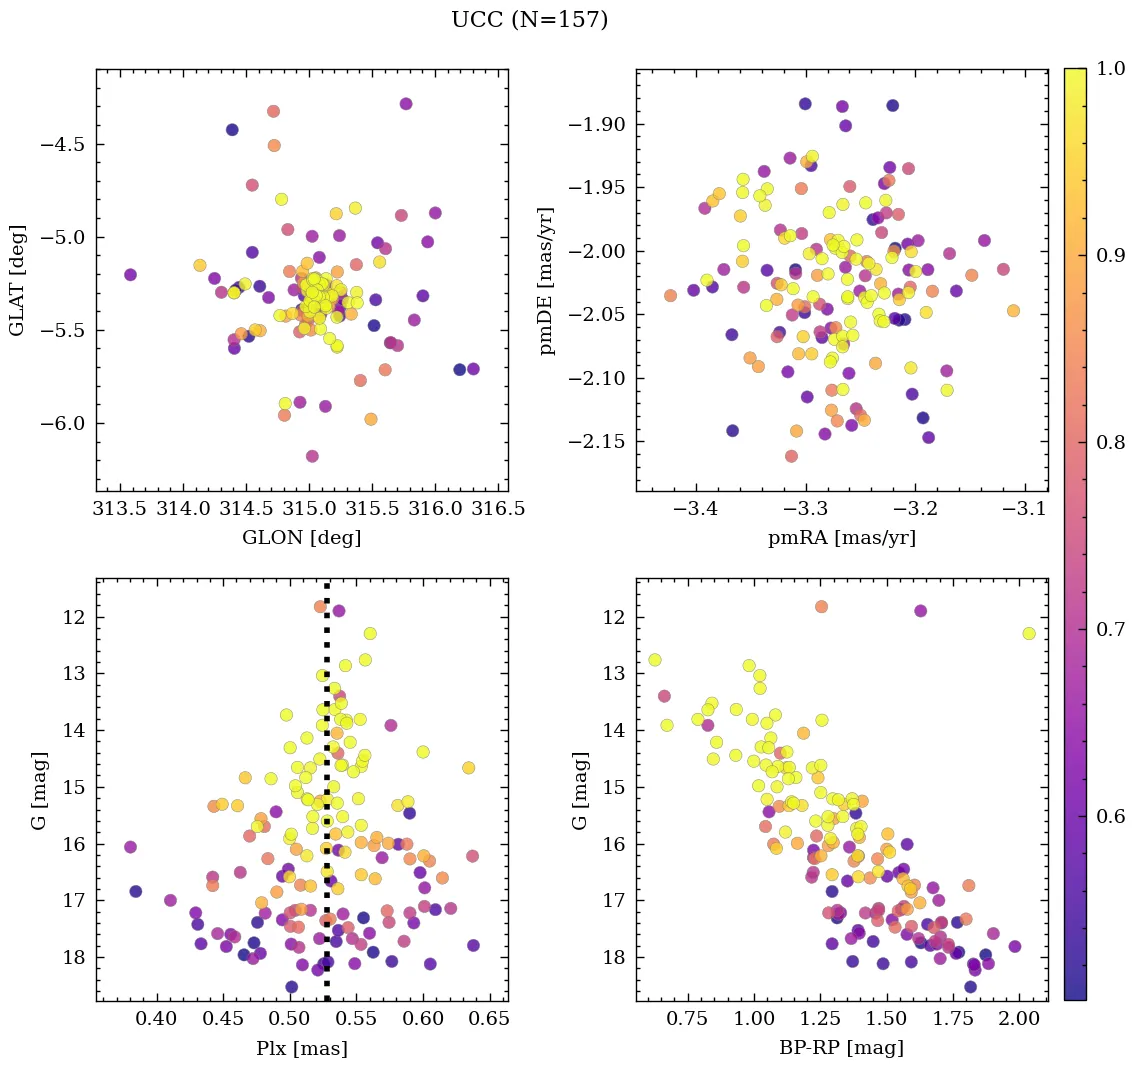 UCC (N=157)
−4.5
−5.0
−5.5
−6.0
GLAT [deg]
313.5 314.0 314.5 315.0 315.5 316.0 316.5
GLON [deg]
−1.90
−1.95
−2.00
−2.05
−2.10
−2.15
pmDE [mas/yr]
−3.4 −3.3 −3.2 −3.1
pmRA [mas/yr]
12
13
14
15
16
17
18
G [mag]
0.40 0.45 0.50 0.55 0.60 0.65
Plx [mas]
12
13
14
15
16
17
18
G [mag]
0.75 1.00 1.25 1.50 1.75 2.00
BP-RP [mag]
1.0
0.9
0.8
0.7
0.6